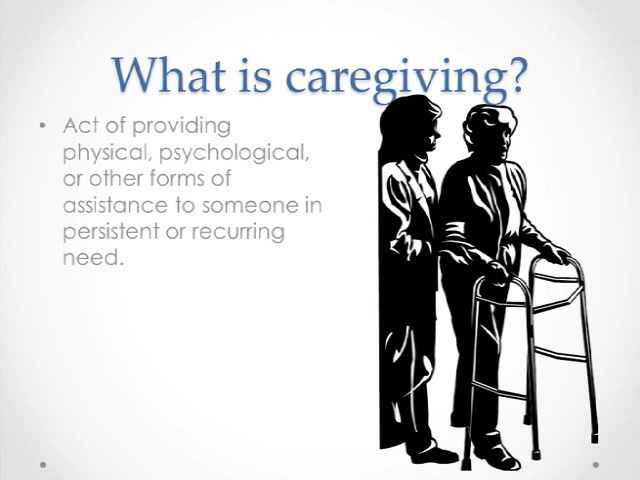 What is caregiving?
• Act of providing
physical, psychological,
or other forms of
assistance to someone in
persistent or recurring
need.